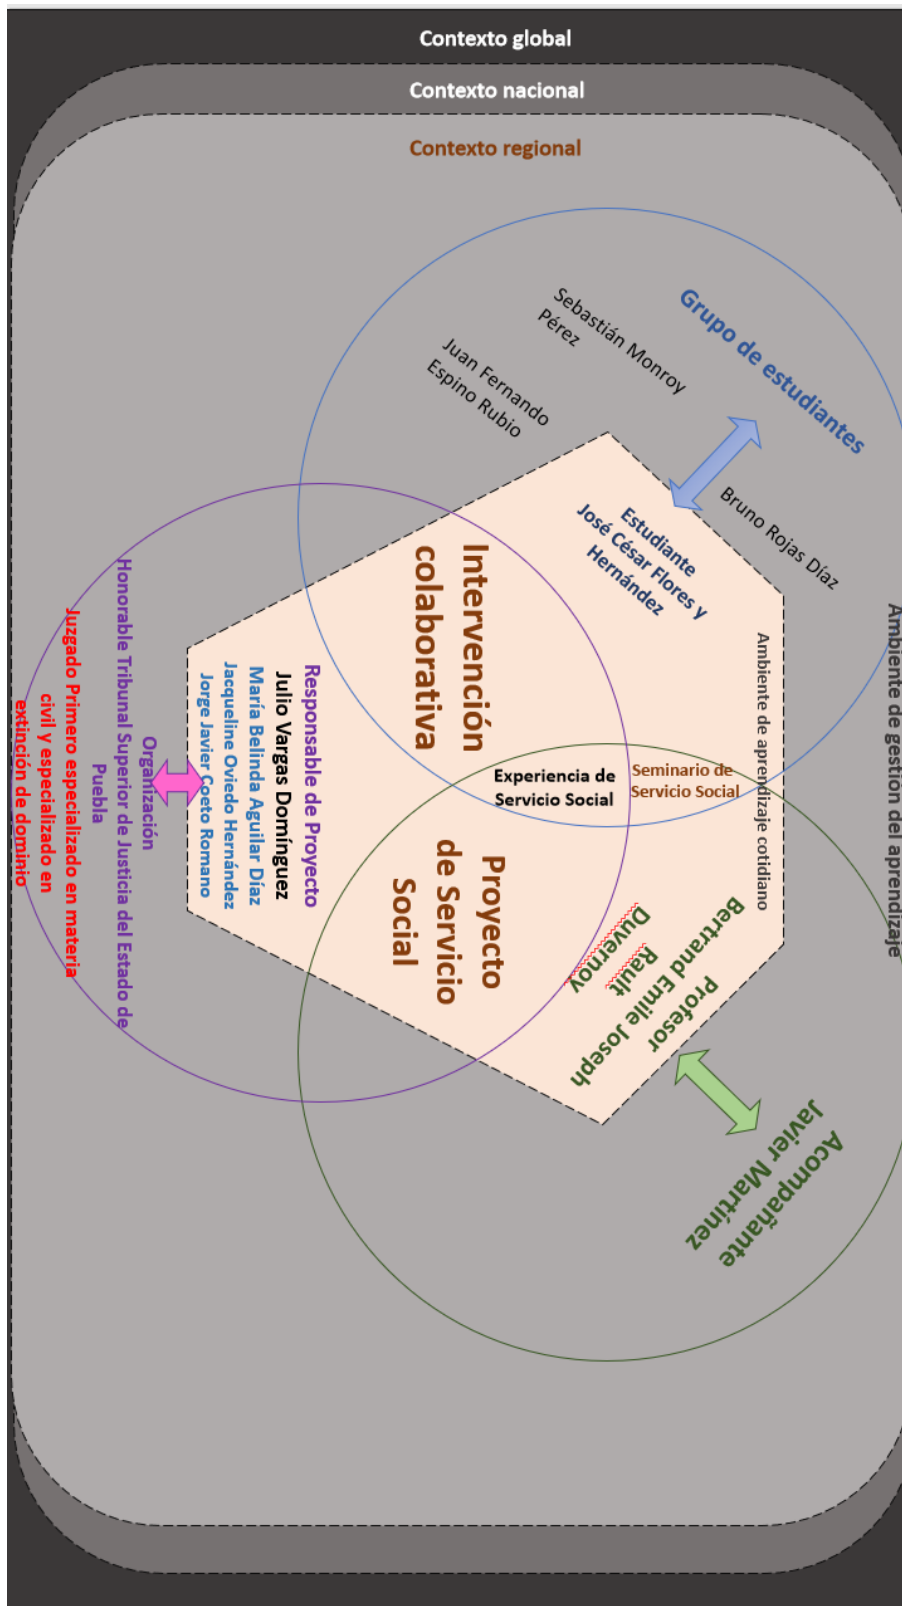 Contexto global
Contexto nacional
Contexto regional
Grupo de estudiantes
Sebastián Monroy
Pérez
Juan Fernando
Espino Rubio
Bruno Rojas Díaz
Estudiante
José César Flores y
Hernández
Ambiente de gestión del aprendizaje
Ambiente de aprendizaje cotidiano
Intervención
colaborativa
Seminario de
Servicio Social
Experiencia de
Servicio Social
Responsable de Proyecto
Julio Vargas Domínguez
María Belinda Aguilar Díaz
Jacqueline Oviedo Hernández
Jorge Javier Coeto Romano
Organización
Honorable Tribunal Superior de Justicia del Estado de
Puebla
Juzgado Primero especializado en materia
civil y especializado en
extinción de dominio
Proyecto
de Servicio
Social
Profesor
Bertrand Emile Joseph
Rault
Duvernoy
Acompañante
Javier Martínez